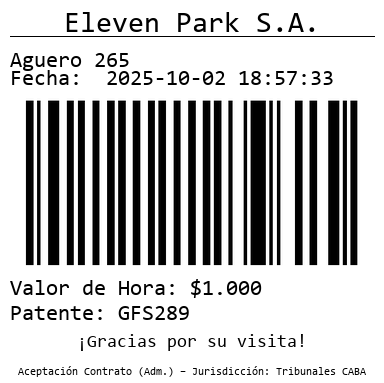 Eleven Park S.A.
Aguero 265
Fecha:  2025-10-02 18:57:33
Valor de Hora: $1.000
Patente: GFS289
¡Gracias por su visita!
Aceptación Contrato (Adm.) – Jurisdicción: Tribunales CABA